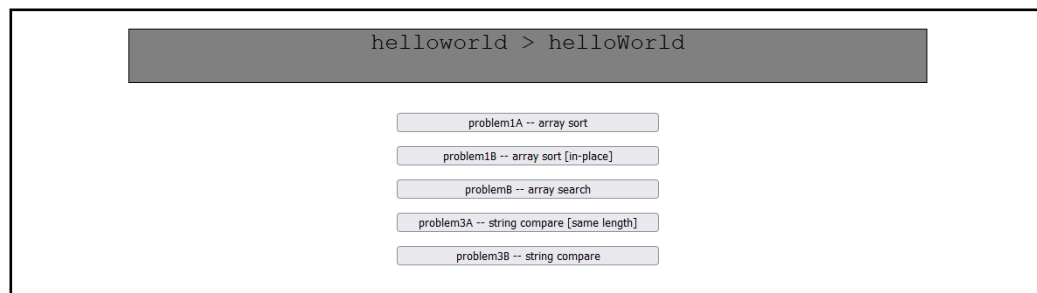 helloworld > helloWorld
problem1A -- array sort
problem1B -- array sort [in-place]
problemB -- array search
problem3A -- string compare [same length]
problem3B -- string compare